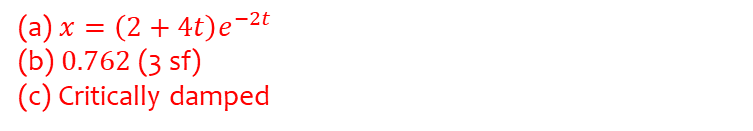 (a) x = (2 + 4t)e⁻²ᵗ
(b) 0.762 (3 sf)
(c) Critically damped